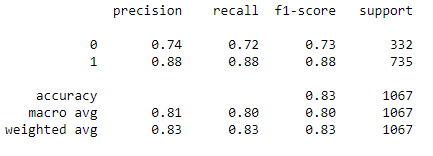 precision recall f1-score support
0 0.74 0.72 0.73 332
1 0.88 0.88 0.88 735
accuracy 0.83 1067
macro avg 0.81 0.80 0.80 1067
weighted avg 0.83 0.83 0.83 1067